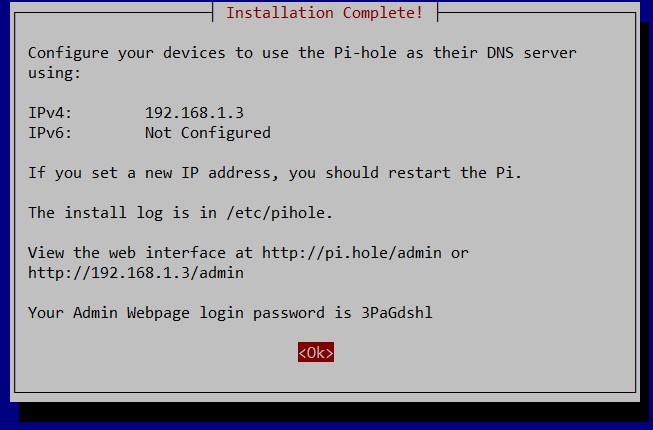 Installation Complete!
Configure your devices to use the Pi-hole as their DNS server
using:
IPv4: 192.168.1.3
IPv6: Not Configured
If you set a new IP address, you should restart the Pi.
The install log is in /etc/pihole.
View the web interface at http://pi.hole/admin or
http://192.168.1.3/admin
Your Admin Webpage login password is 3PaGdshl
<Ok>